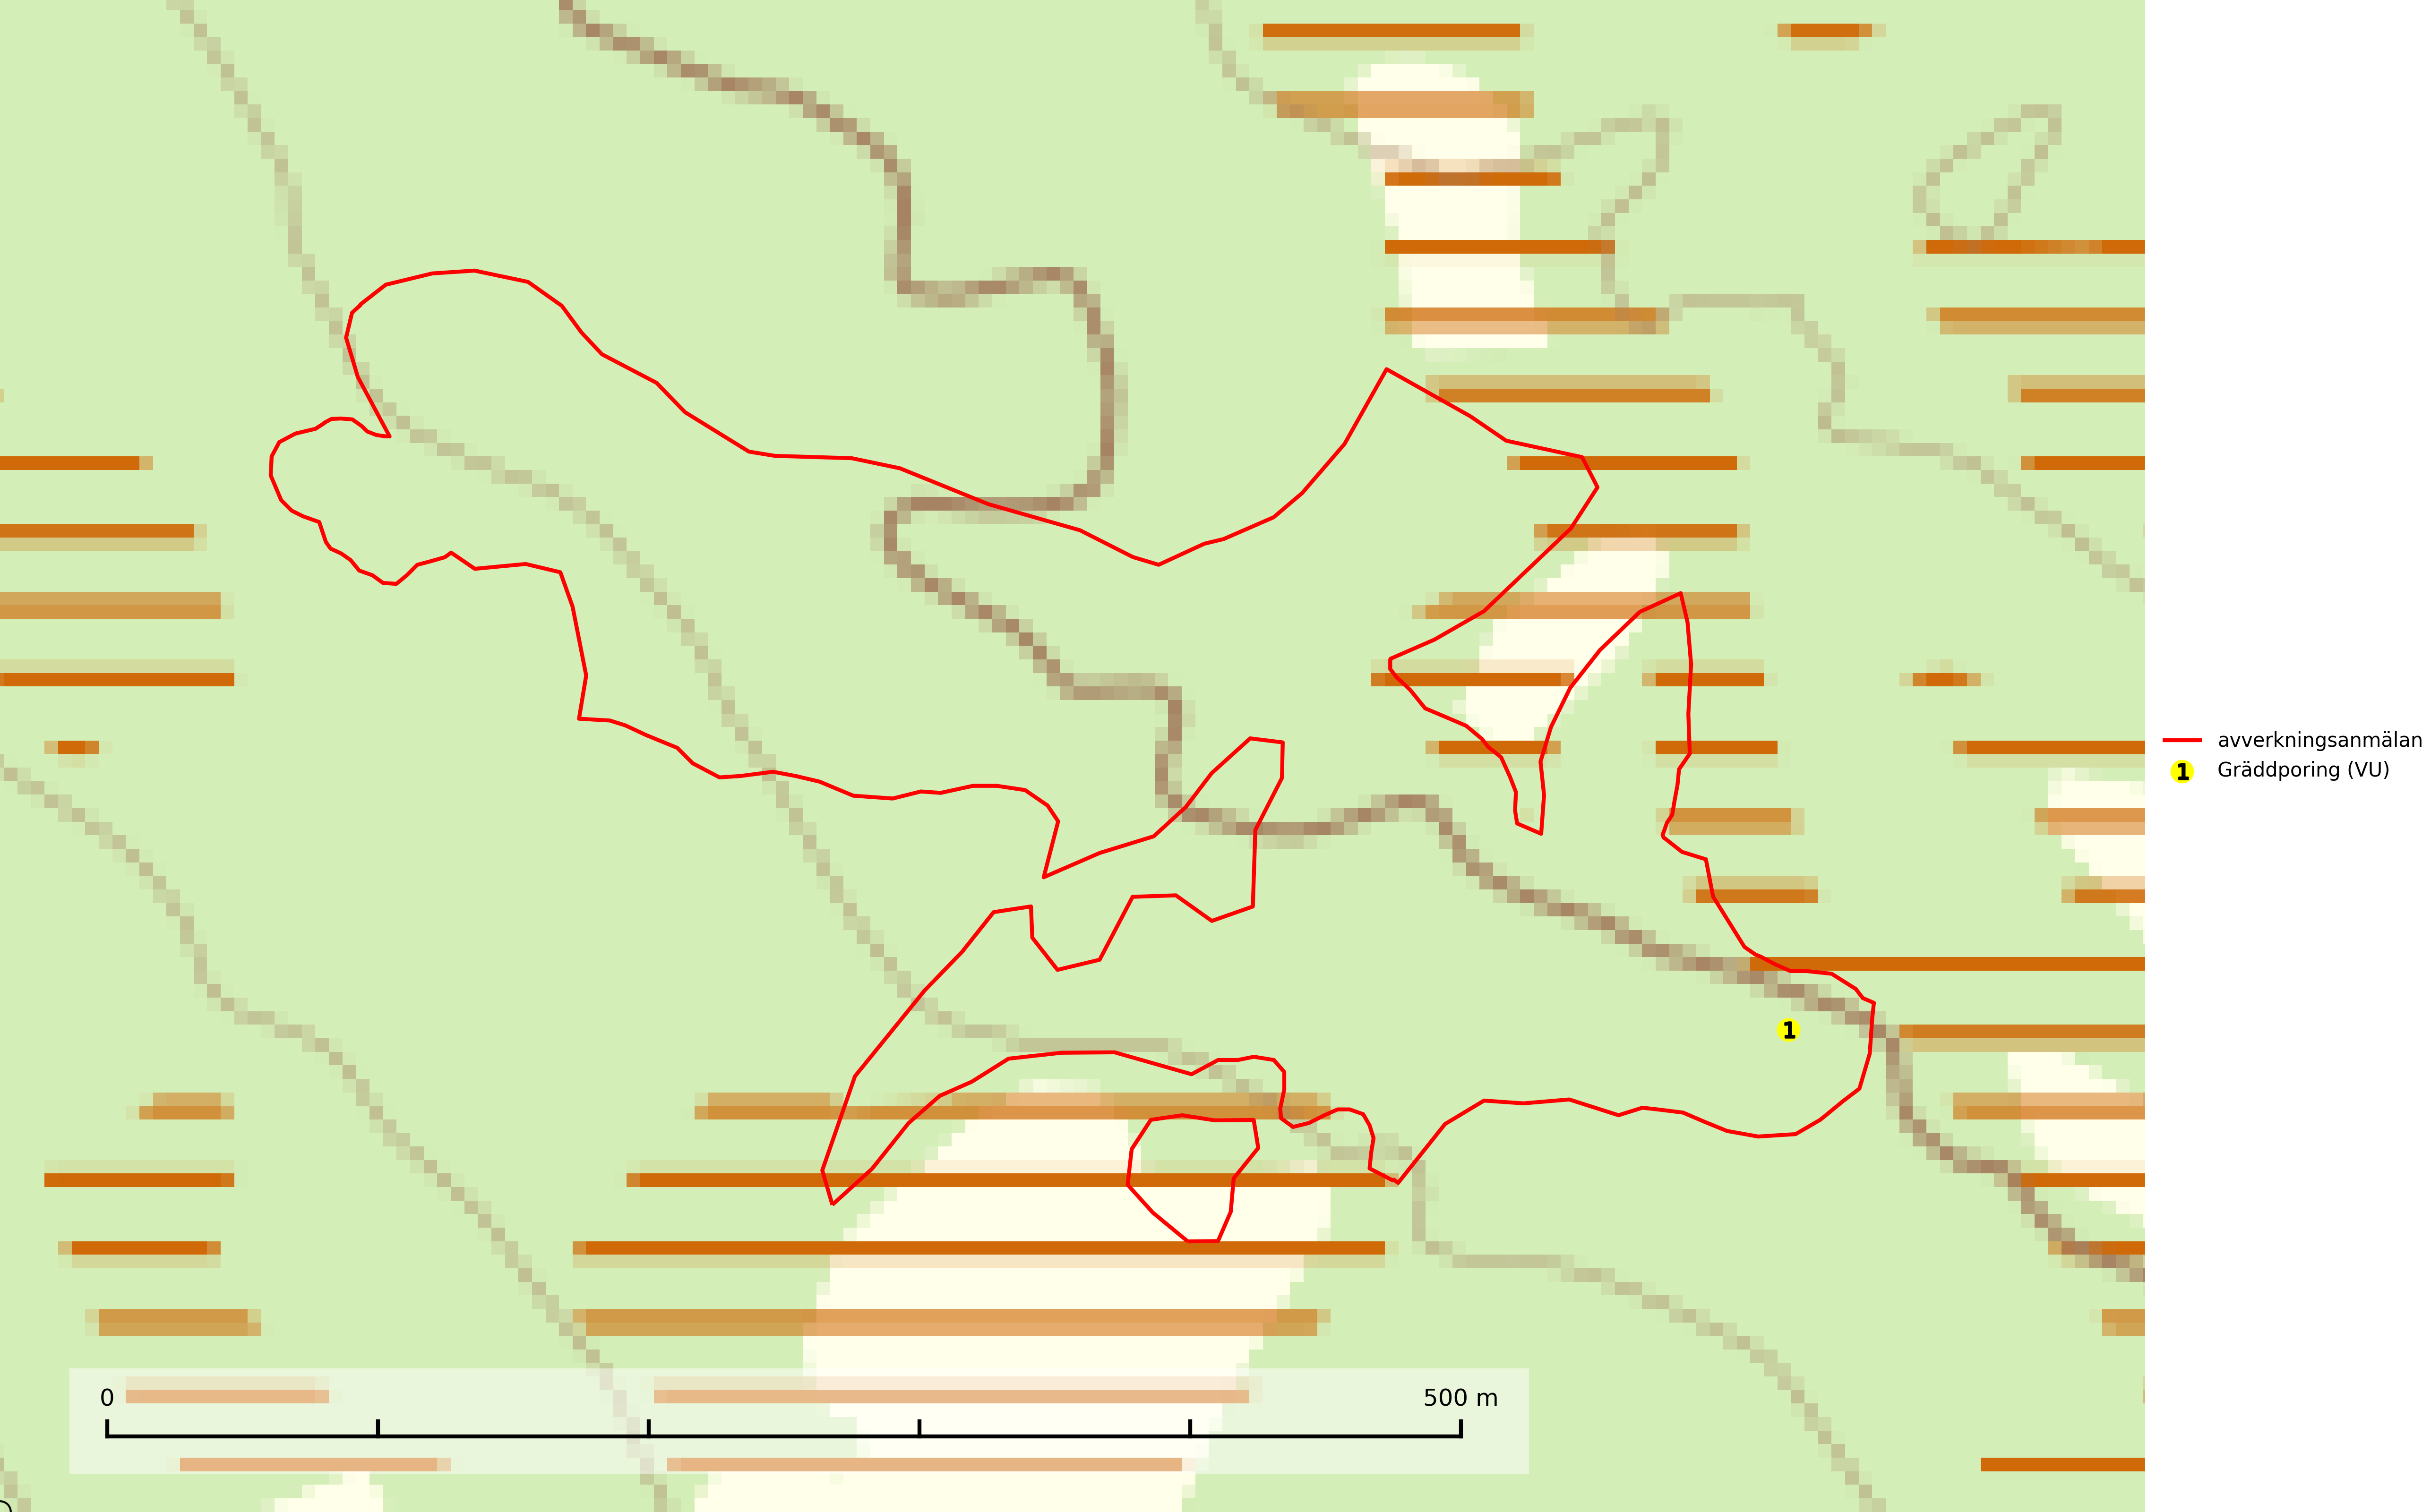 avverkningsanmälan
1 Gräddporing (VU)
1
0 500 m